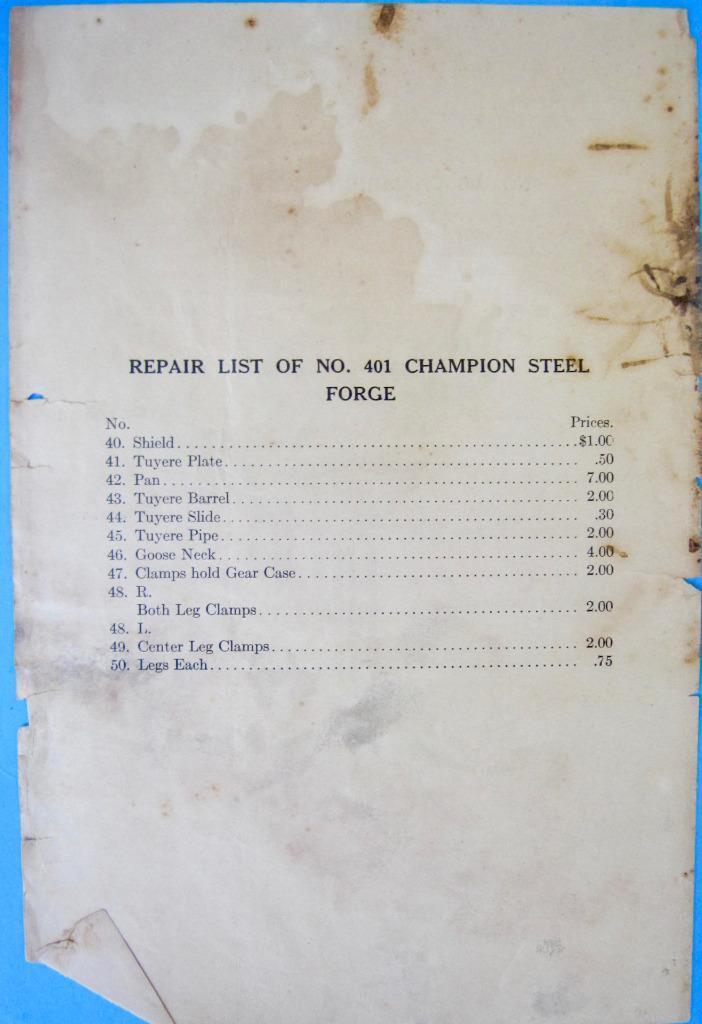 REPAIR LIST OF NO. 401 CHAMPION STEEL
FORGE
No. Prices.
40. Shield........................................$1.00
41. Tuyere Plate........................................ .50
42. Pan........................................ 7.00
43. Tuyere Barrel........................................ 2.00
44. Tuyere Slide........................................ .30
45. Tuyere Pipe........................................ 2.00
46. Goose Neck........................................ 4.00
47. Clamps hold Gear Case................................ 2.00
48. R.
Both Leg Clamps.................................... 2.00
48. L.
49. Center Leg Clamps................................... 2.00
50. Legs Each.......................................... .75